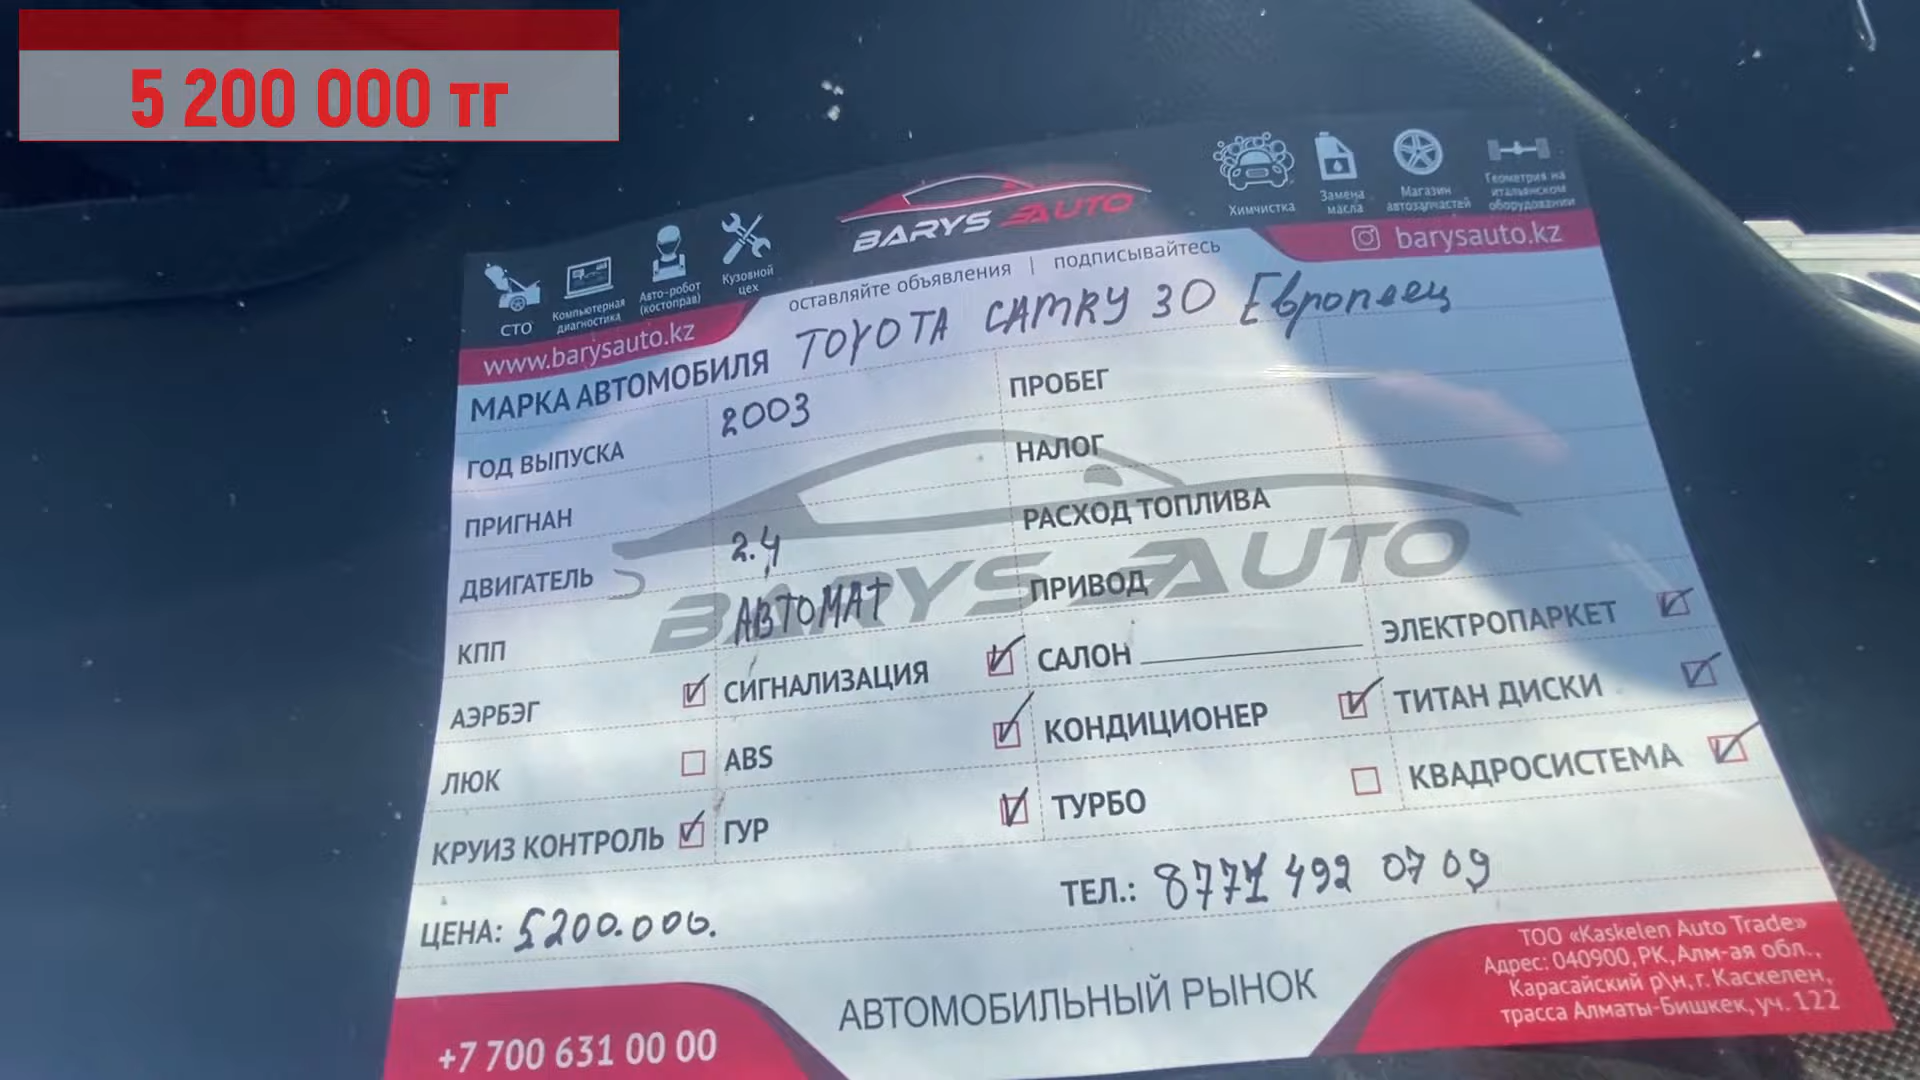 5 200 000 тг
СТО
Компьютерная диагностика
Авто-робот (костоправ)
Кузовной цех
BARYS AUTO
Химчистка
Замена масла
Магазин автозапчастей
Геометрия на итальянском оборудовании
www.barysauto.kz
оставляйте объявления | подписывайтесь
barysauto.kz
МАРКА АВТОМОБИЛЯ TOYOTA CAMRY 30 Европеец
ГОД ВЫПУСКА 2003 ПРОБЕГ
ПРИГНАН НАЛОГ
ДВИГАТЕЛЬ 2.4 РАСХОД ТОПЛИВА
BARYS AUTO
КПП АВТОМАТ ПРИВОД
АЭРБЭГ СИГНАЛИЗАЦИЯ САЛОН ЭЛЕКТРОПАРКЕТ
ЛЮК ABS КОНДИЦИОНЕР ТИТАН ДИСКИ
КРУИЗ КОНТРОЛЬ ГУР ТУРБО КВАДРОСИСТЕМА
ЦЕНА: 5200.000. ТЕЛ.: 8771 492 07 09
+7 700 631 00 00
АВТОМОБИЛЬНЫЙ РЫНОК
ТОО «Kaskelen Auto Trade»
Адрес: 040900, РК, Алм-ая обл.,
Карасайский р\н, г. Каскелен,
трасса Алматы-Бишкек, уч. 122